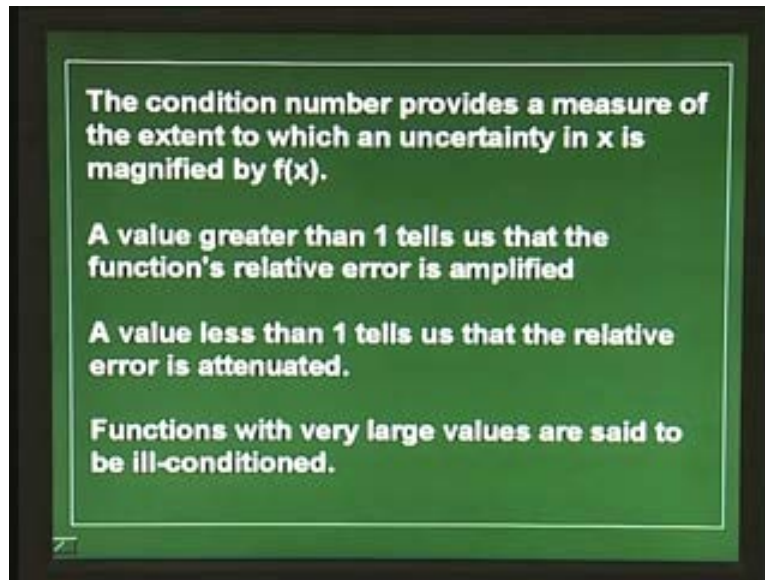 The condition number provides a measure of
the extent to which an uncertainty in x is
magnified by f(x).
A value greater than 1 tells us that the
function's relative error is amplified
A value less than 1 tells us that the relative
error is attenuated.
Functions with very large values are said to
be ill-conditioned.